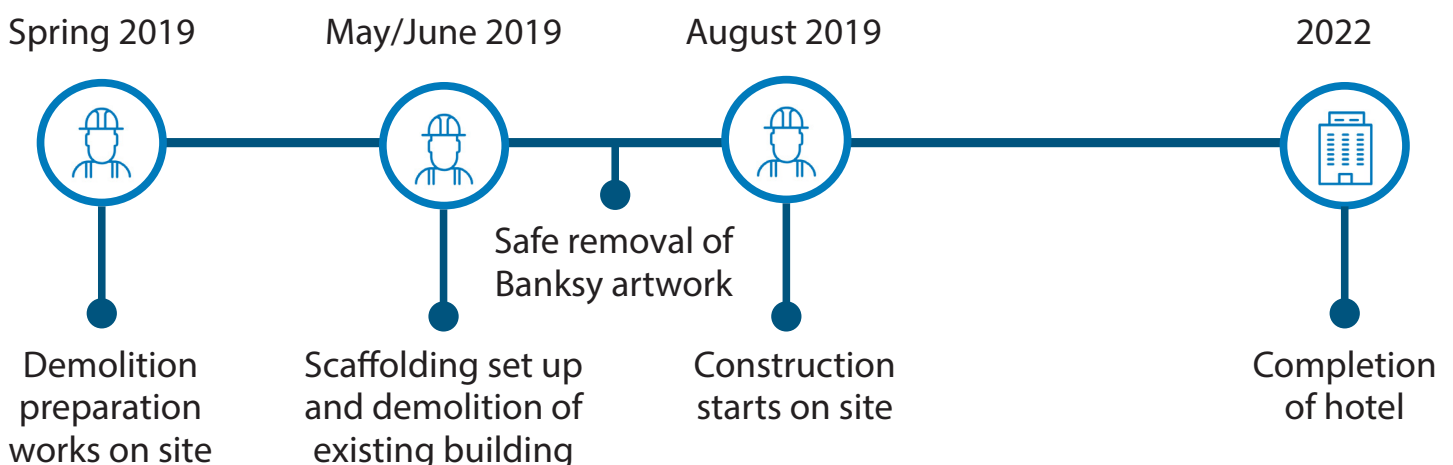 Spring 2019
May/June 2019
August 2019
2022
Safe removal of
Banksy artwork
Demolition
preparation
works on site
Scaffolding set up
and demolition of
existing building
Construction
starts on site
Completion
of hotel